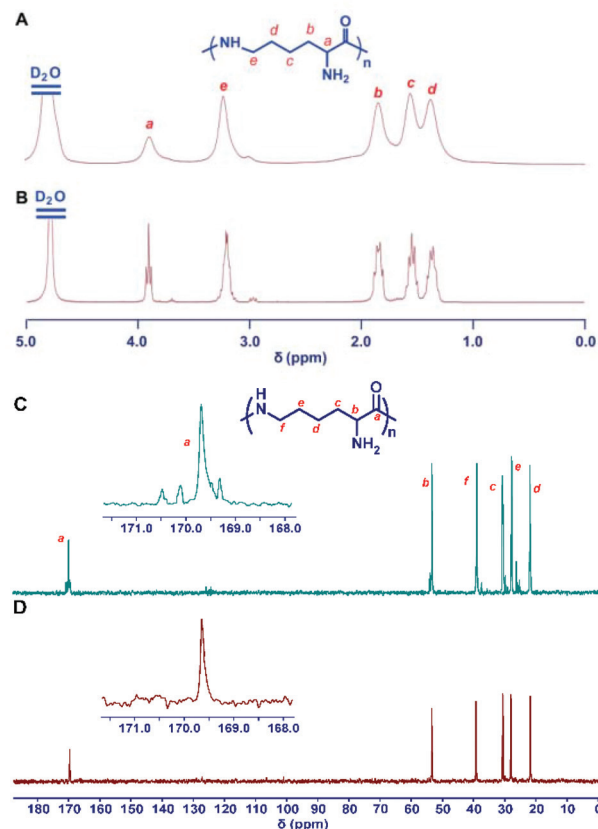 A
O
d b a
NH
e c
NH₂
n
D₂O
a e b c d
B
D₂O
5.0 4.0 3.0 2.0 1.0 0.0
δ (ppm)
C
H
N
O
e c b a
f d
NH₂
n
a
171.0 170.0 169.0 168.0
a b f c e d
D
171.0 170.0 169.0 168.0
180 170 160 150 140 130 120 110 100 90 80 70 60 50 40 30 20 10 0
δ (ppm)